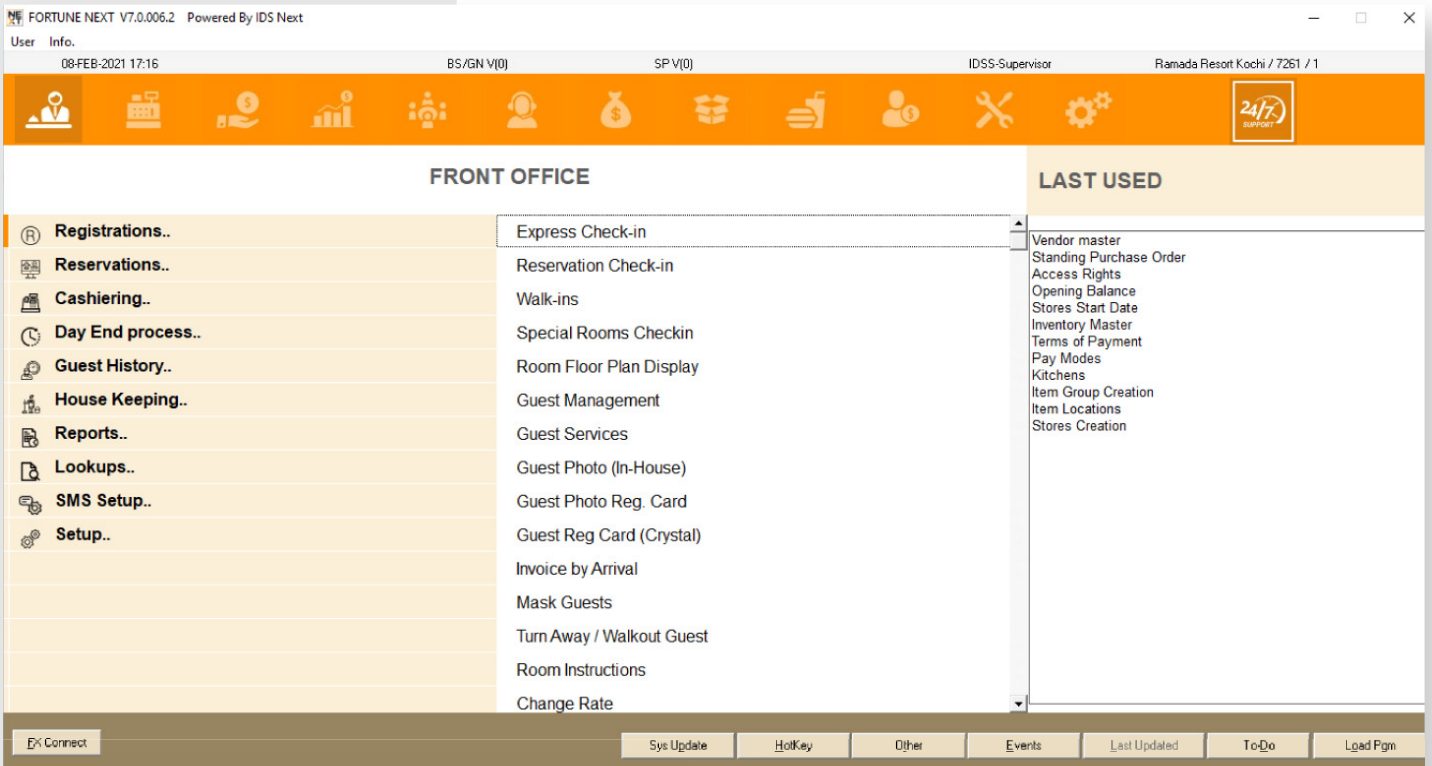 NE
XT FORTUNE NEXT V7.0.006.2 Powered By IDS Next
User Info.
08-FEB-2021 17:16 BS/GN V(0) SP V(0) IDSS-Supervisor Ramada Resort Kochi / 7261 / 1
24/7
SUPPORT
FRONT OFFICE
LAST USED
R Registrations..
Reservations..
Cashiering..
Day End process..
Guest History..
House Keeping..
Reports..
Lookups..
SMS Setup..
Setup..
Express Check-in
Reservation Check-in
Walk-ins
Special Rooms Checkin
Room Floor Plan Display
Guest Management
Guest Services
Guest Photo (In-House)
Guest Photo Reg. Card
Guest Reg Card (Crystal)
Invoice by Arrival
Mask Guests
Turn Away / Walkout Guest
Room Instructions
Change Rate
Vendor master
Standing Purchase Order
Access Rights
Opening Balance
Stores Start Date
Inventory Master
Terms of Payment
Pay Modes
Kitchens
Item Group Creation
Item Locations
Stores Creation
FX Connect Sys Update HotKey Other Events Last Updated To-Do Load Pgm